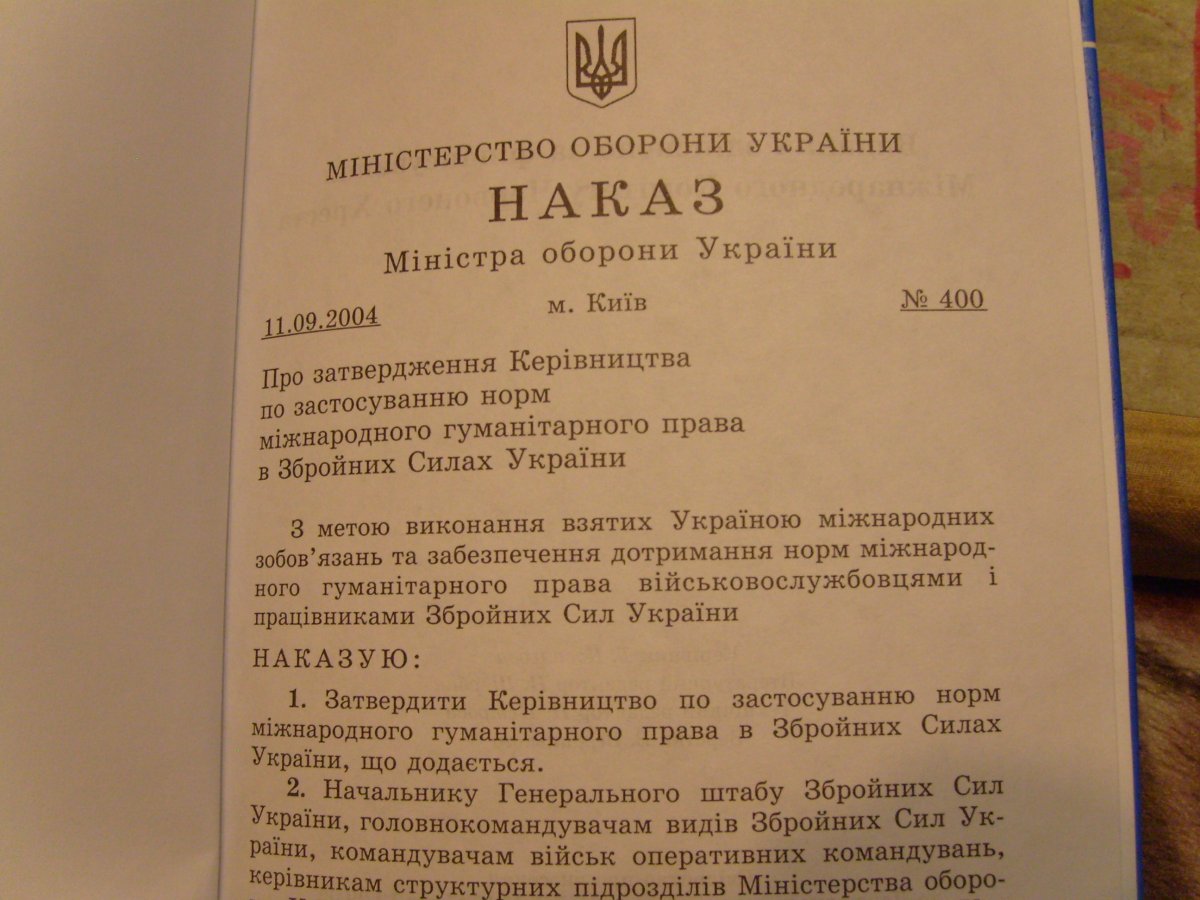 МІНІСТЕРСТВО ОБОРОНИ УКРАЇНИ
НАКАЗ
Міністра оборони України
11.09.2004 м. Київ № 400
Про затвердження Керівництва
по застосуванню норм
міжнародного гуманітарного права
в Збройних Силах України
З метою виконання взятих Україною міжнародних
зобов’язань та забезпечення дотримання норм міжнарод-
ного гуманітарного права військовослужбовцями і
працівниками Збройних Сил України
НАКАЗУЮ:
1. Затвердити Керівництво по застосуванню норм
міжнародного гуманітарного права в Збройних Силах
України, що додається.
2. Начальнику Генерального штабу Збройних Сил
України, головнокомандувачам видів Збройних Сил Ук-
раїни, командувачам військ оперативних командувань,
керівникам структурних підрозділів Міністерства оборо-